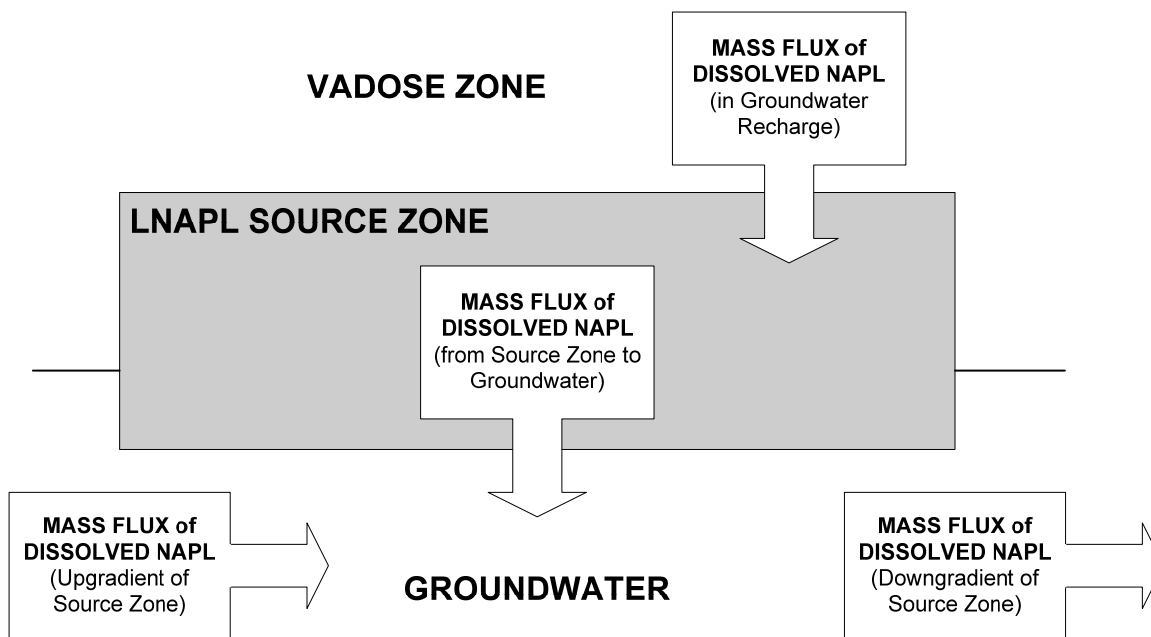 MASS FLUX of
DISSOLVED NAPL
(in Groundwater
Recharge)
VADOSE ZONE
LNAPL SOURCE ZONE
MASS FLUX of
DISSOLVED NAPL
(from Source Zone to
Groundwater)
MASS FLUX of
DISSOLVED NAPL
(Upgradient of
Source Zone)
GROUNDWATER
MASS FLUX of
DISSOLVED NAPL
(Downgradient of
Source Zone)